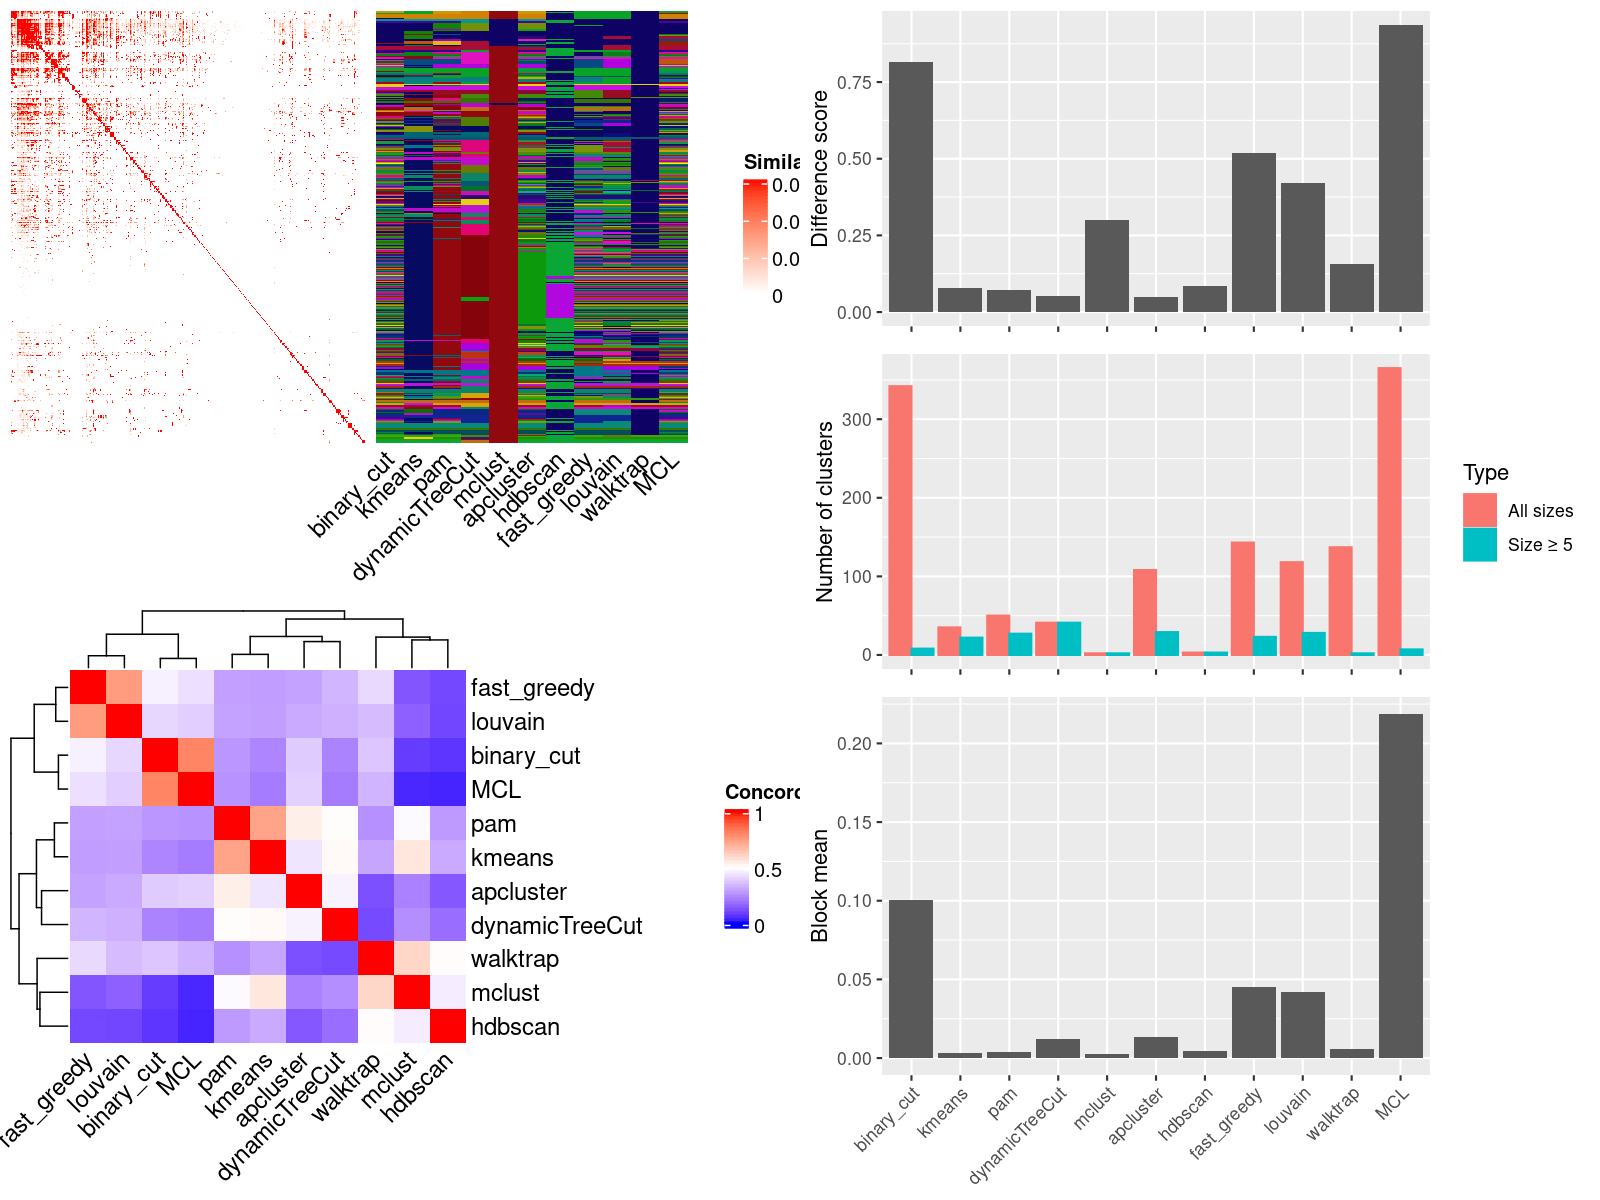 Simila
0.0
0.0
0.0
0
binary_cut
kmeans
pam
dynamicTreeCut
mclust
apcluster
hdbscan
fast_greedy
louvain
walktrap
MCL
fast_greedy
louvain
binary_cut
MCL
pam
kmeans
apcluster
dynamicTreeCut
walktrap
mclust
hdbscan
fast_greedy
louvain
binary_cut
MCL
pam
kmeans
apcluster
dynamicTreeCut
walktrap
mclust
hdbscan
Concord
1
0.5
0
Difference score
0.75
0.50
0.25
0.00
Number of clusters
300
200
100
0
Type
All sizes
Size ≥ 5
Block mean
0.20
0.15
0.10
0.05
0.00
binary_cut
kmeans
pam
dynamicTreeCut
mclust
apcluster
hdbscan
fast_greedy
louvain
walktrap
MCL